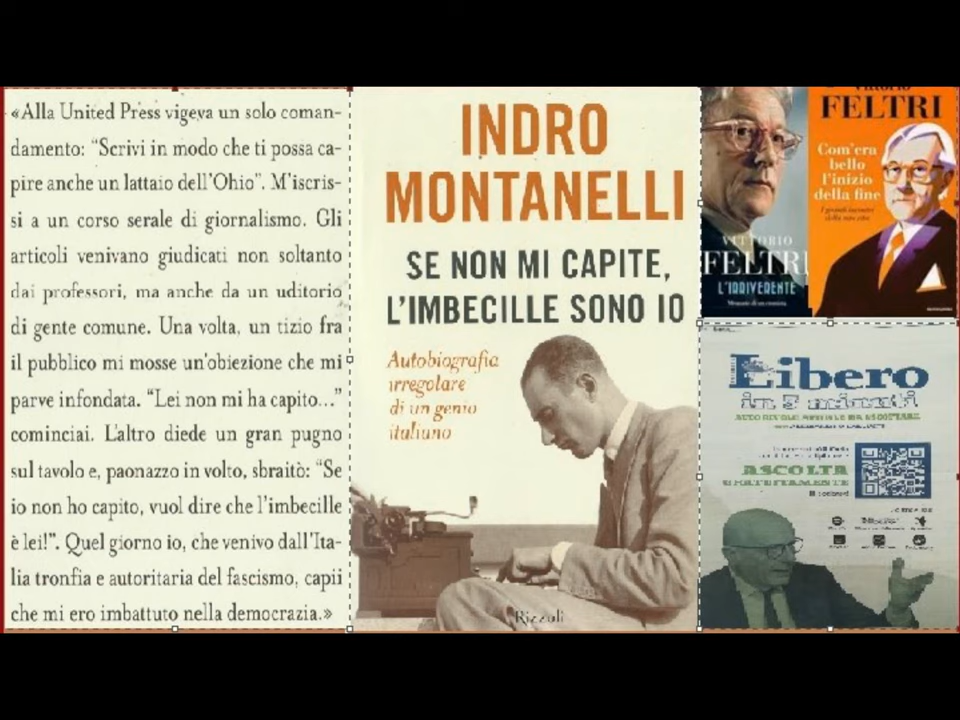 «Alla United Press vigeva un solo coman-
damento: “Scrivi in modo che ti possa ca-
pire anche un lattaio dell’Ohio”. M’iscris-
si a un corso serale di giornalismo. Gli
articoli venivano giudicati non soltanto
dai professori, ma anche da un uditorio
di gente comune. Una volta, un tizio fra
il pubblico mi mosse un’obiezione che mi
parve infondata. “Lei non mi ha capito...”
cominciai. L’altro diede un gran pugno
sul tavolo e, paonazzo in volto, sbraitò: “Se
io non ho capito, vuol dire che l’imbecille
è lei!”. Quel giorno io, che venivo dall’Ita-
lia tronfia e autoritaria del fascismo, capii
che mi ero imbattuto nella democrazia.»
INDRO
MONTANELLI
SE NON MI CAPITE,
L’IMBECILLE SONO IO
Autobiografia
irregolare
di un genio
italiano
Rizzoli
VITTORIO
FELTRI
L’IRRIVERENTE
Vittorio
FELTRI
Com’era
bello
l’inizio
della fine
Libero
in 5 minuti
ASCOLTA
GRATUITAMENTE